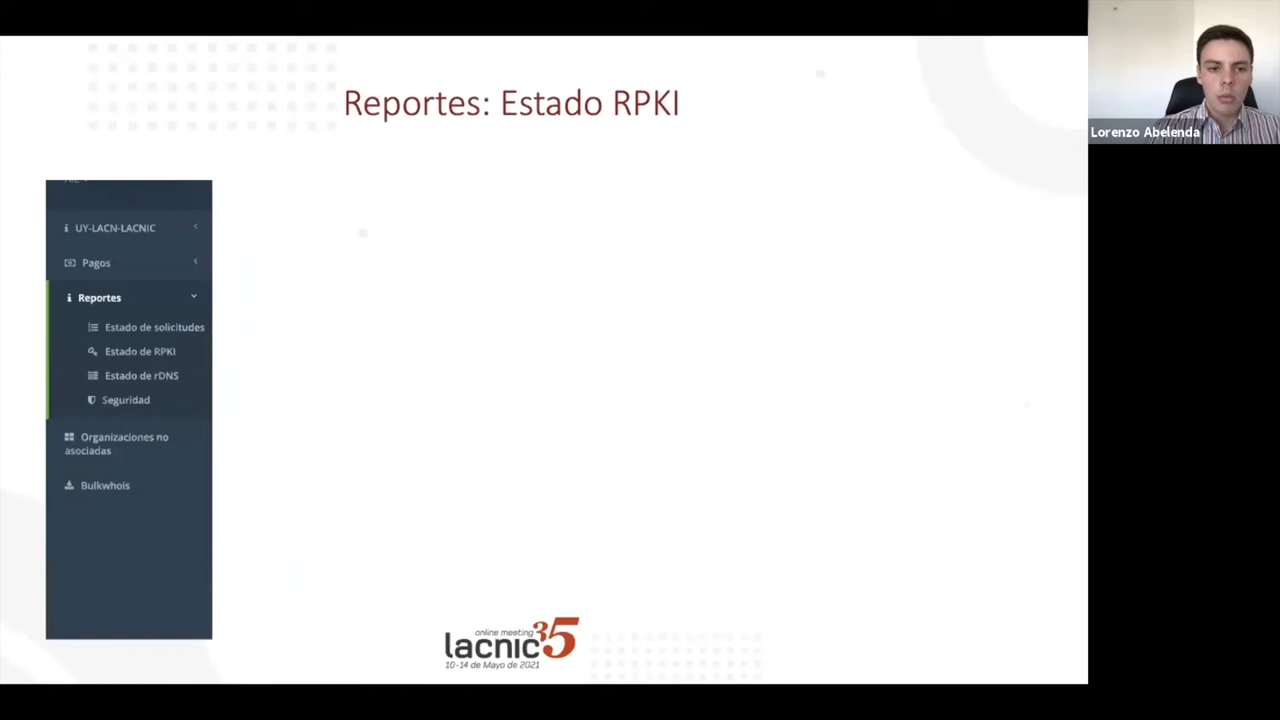 Reportes: Estado RPKI
Lorenzo Abelenda
UY-LACN-LACNIC
Pagos
Reportes
Estado de solicitudes
Estado de RPKI
Estado de rDNS
Seguridad
Organizaciones no
asociadas
Bulkwhois
online meeting
lacnic35
10-14 de Mayo de 2021